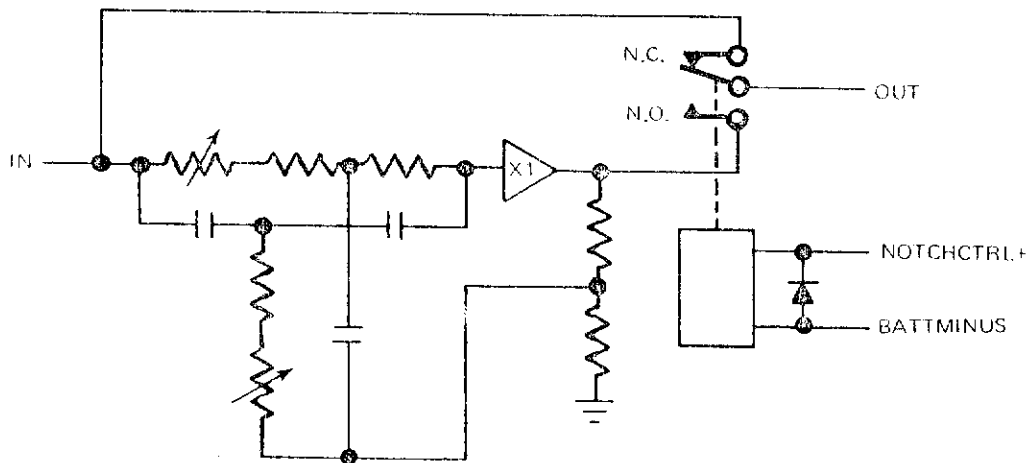 N.C.
OUT
N.O.
IN
X1
NOTCHCTRL+
BATTMINUS